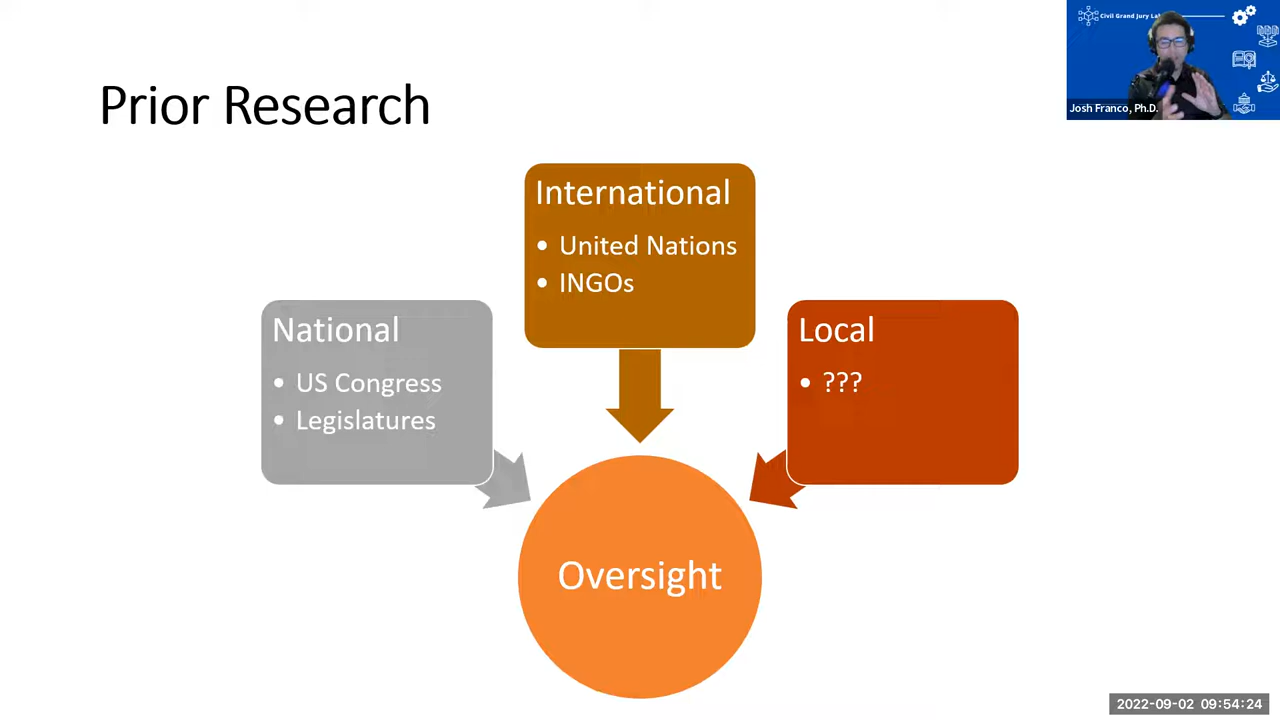 Prior Research
International
• United Nations
• INGOs
National
• US Congress
• Legislatures
Local
• ???
Oversight
Civil Grand Jury
Josh Franco, Ph.D.
2022-09-02 09:54:24